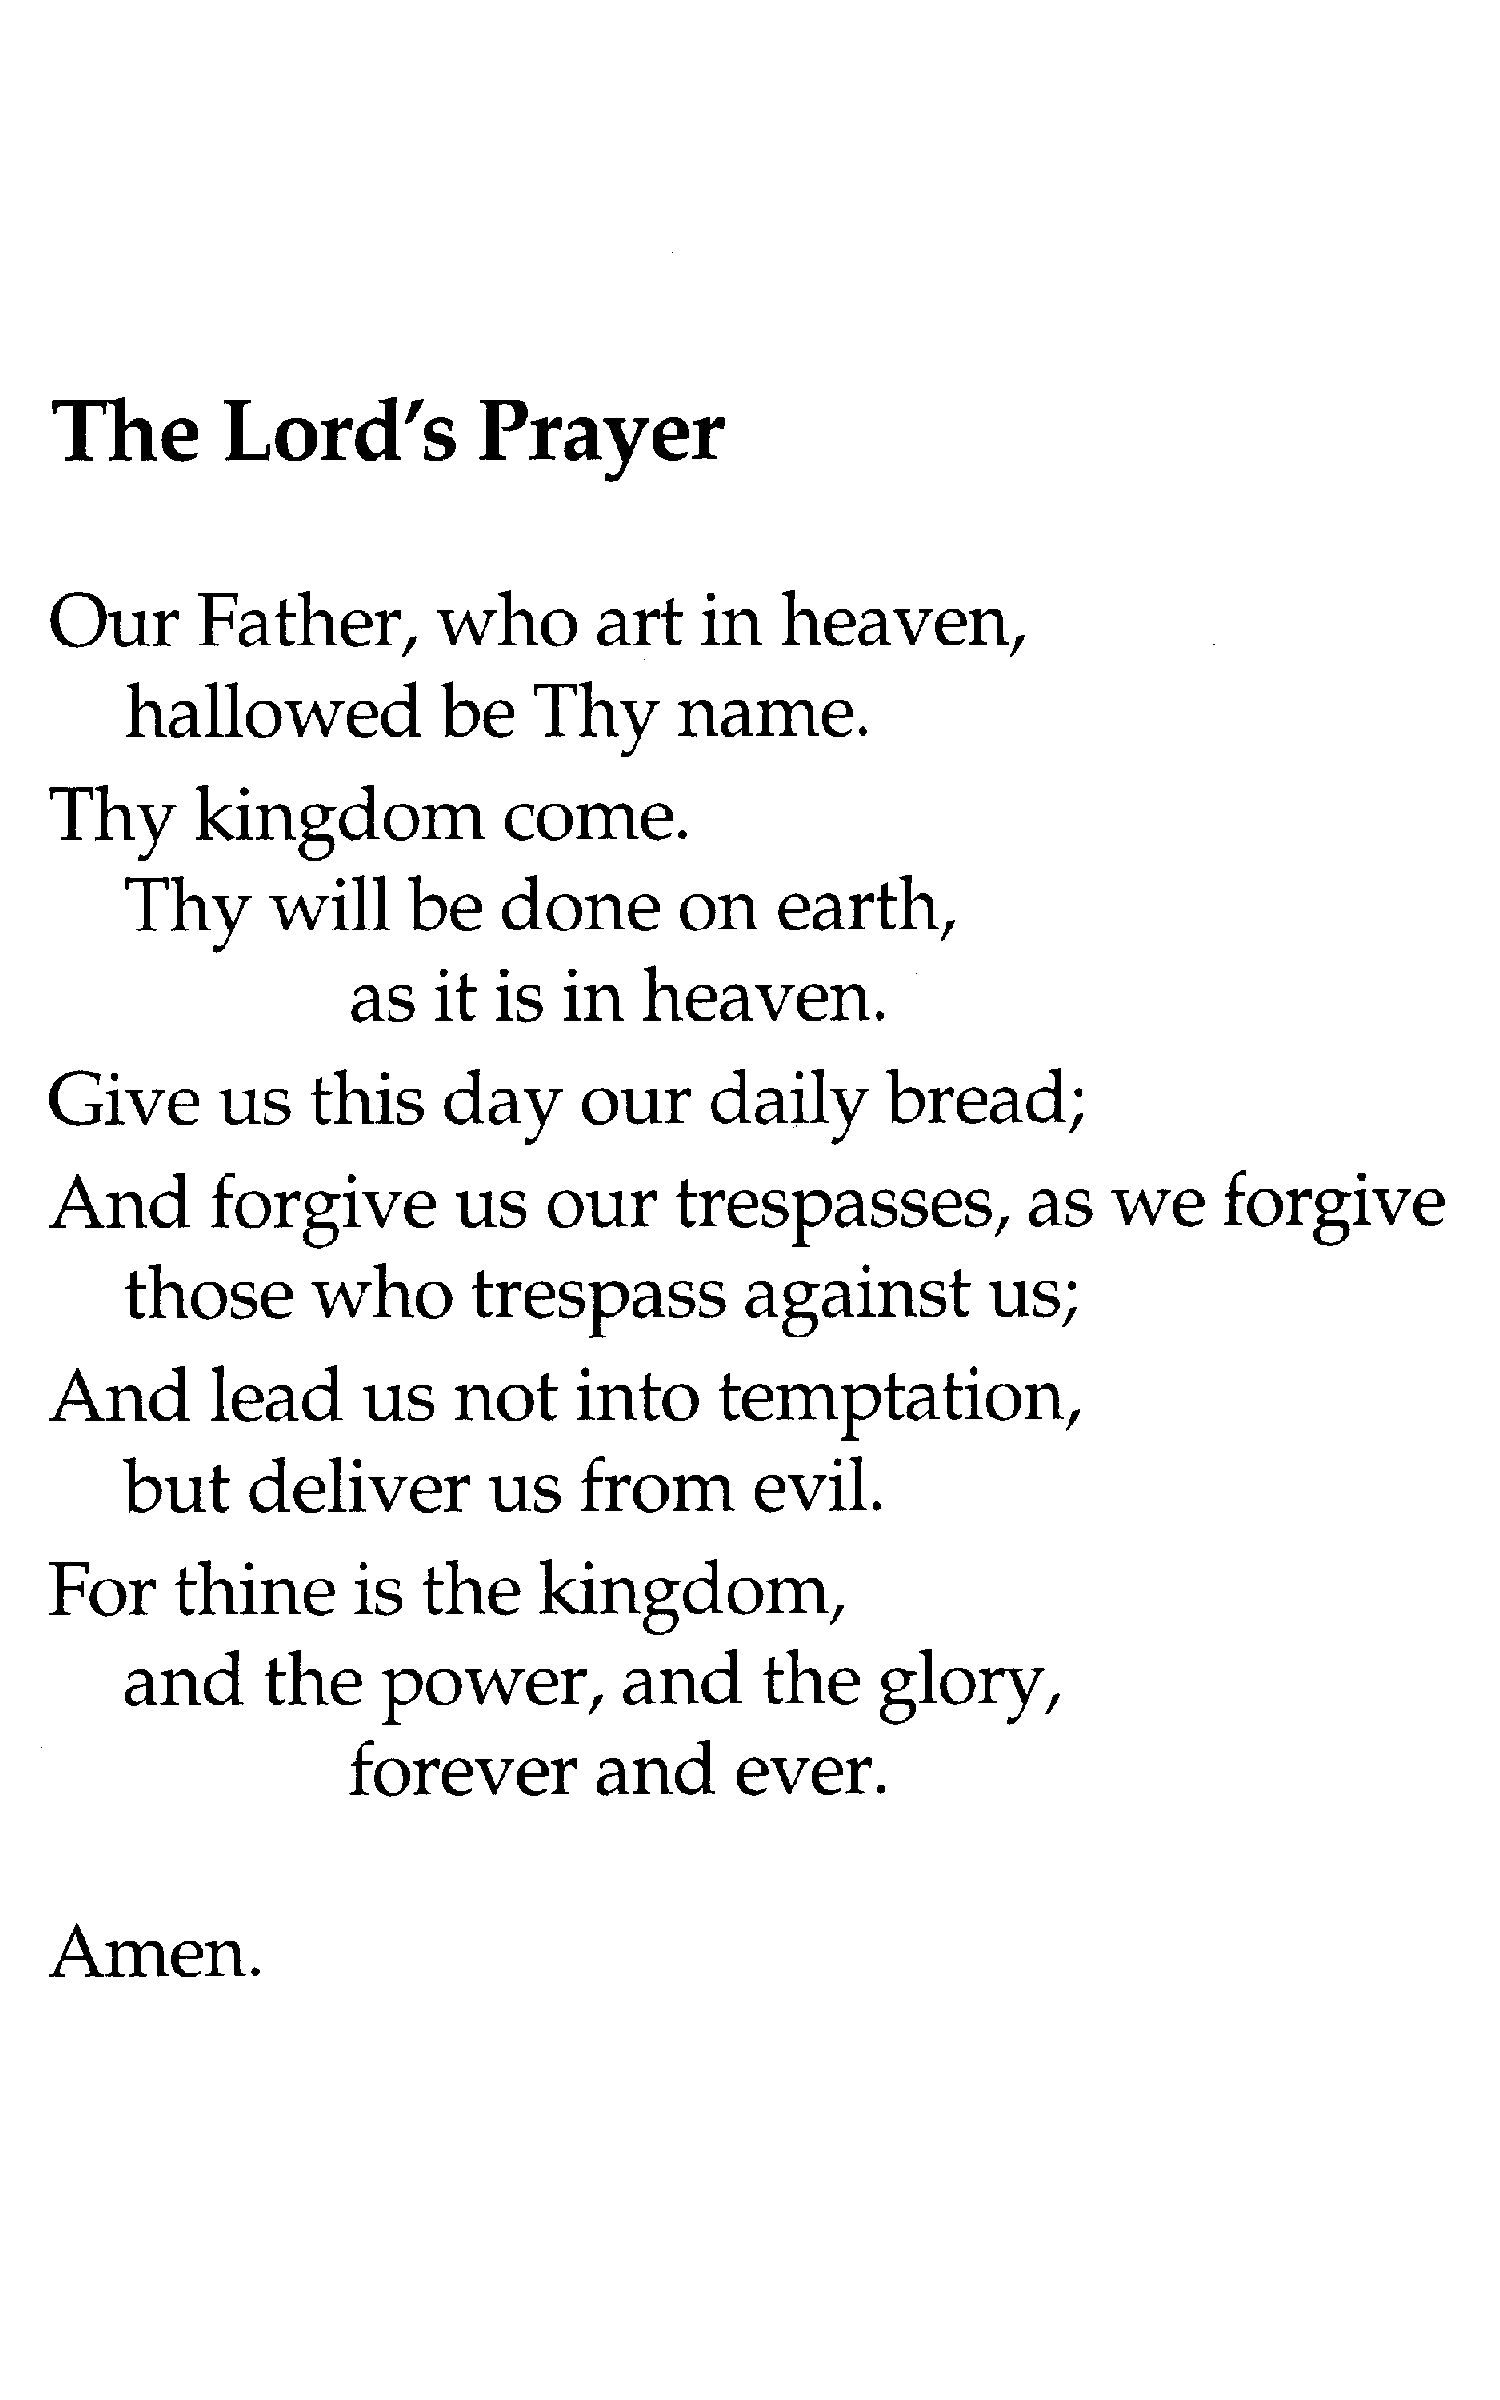 The Lord's Prayer
Our Father, who art in heaven,
hallowed be Thy name.
Thy kingdom come.
Thy will be done on earth,
as it is in heaven.
Give us this day our daily bread;
And forgive us our trespasses, as we forgive
those who trespass against us;
And lead us not into temptation,
but deliver us from evil.
For thine is the kingdom,
and the power, and the glory,
forever and ever.
Amen.